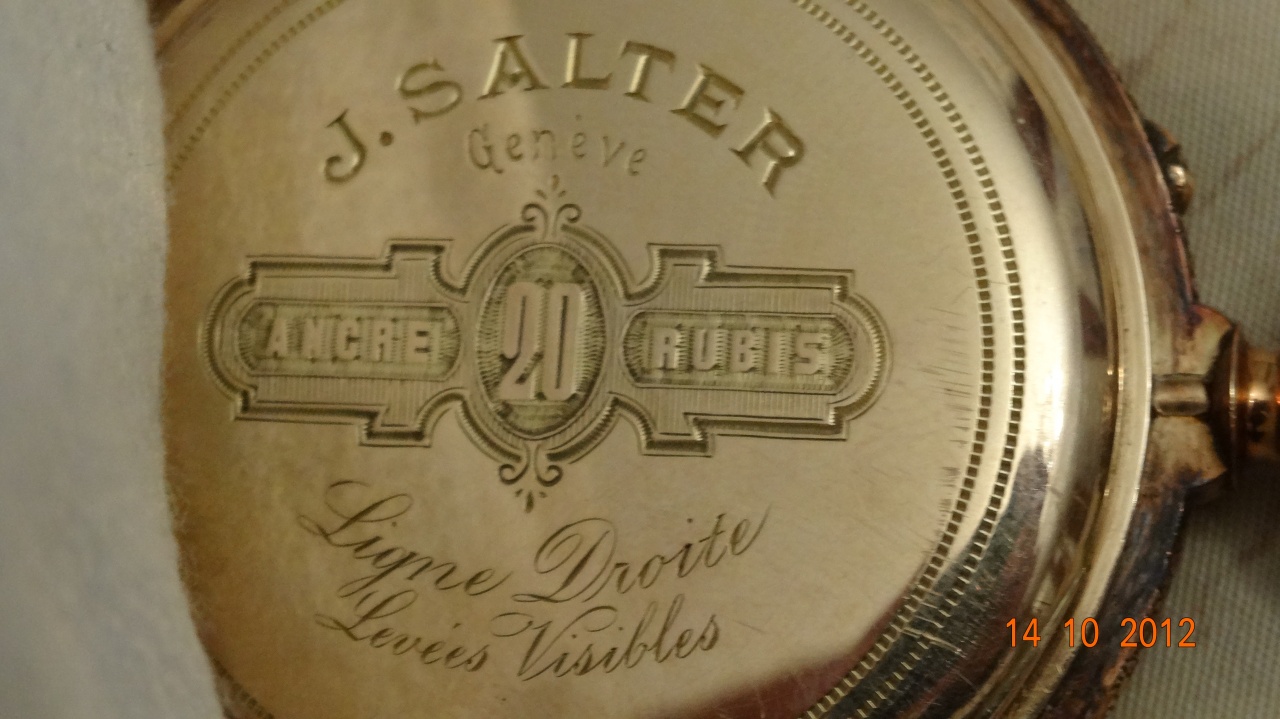 J. SALTER
Genève
ANCRE 20 RUBIS
Ligne Droite
Levées Visibles
14 10 2012